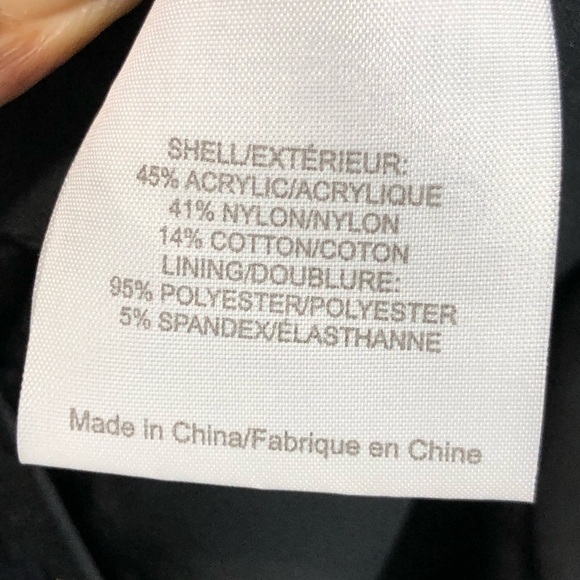 SHELL/EXTÉRIEUR:
45% ACRYLIC/ACRYLIQUE
41% NYLON/NYLON
14% COTTON/COTON
LINING/DOUBLURE:
95% POLYESTER/POLYESTER
5% SPANDEX/ÉLASTHANNE
Made in China/Fabrique en Chine